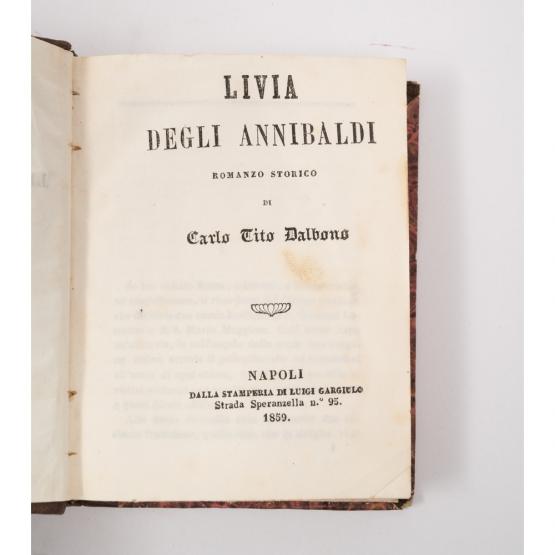 LIVIA
DEGLI ANNIBALDI
ROMANZO STORICO
DI
Carlo Tito Dalbono
NAPOLI
DALLA STAMPERIA DI LUIGI GARGIULO
Strada Speranzella n.° 95.
1859.